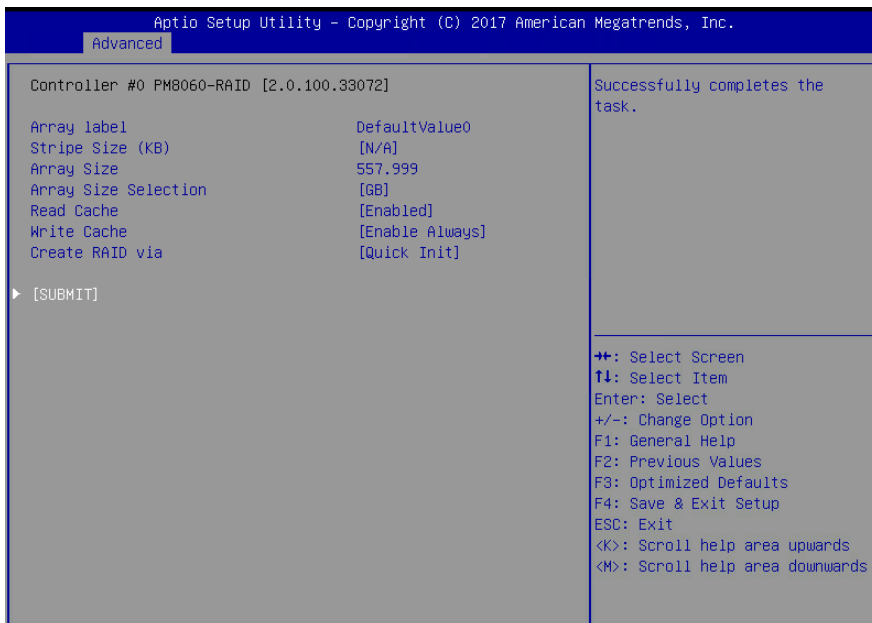 Aptio Setup Utility – Copyright (C) 2017 American Megatrends, Inc.
Advanced
Controller #0 PM8060-RAID [2.0.100.33072]
Array label DefaultValue0
Stripe Size (KB) [N/A]
Array Size 557.999
Array Size Selection [GB]
Read Cache [Enabled]
Write Cache [Enable Always]
Create RAID via [Quick Init]
[SUBMIT]
Successfully completes the
task.
→←: Select Screen
↑↓: Select Item
Enter: Select
+/-: Change Option
F1: General Help
F2: Previous Values
F3: Optimized Defaults
F4: Save & Exit Setup
ESC: Exit
<K>: Scroll help area upwards
<M>: Scroll help area downwards